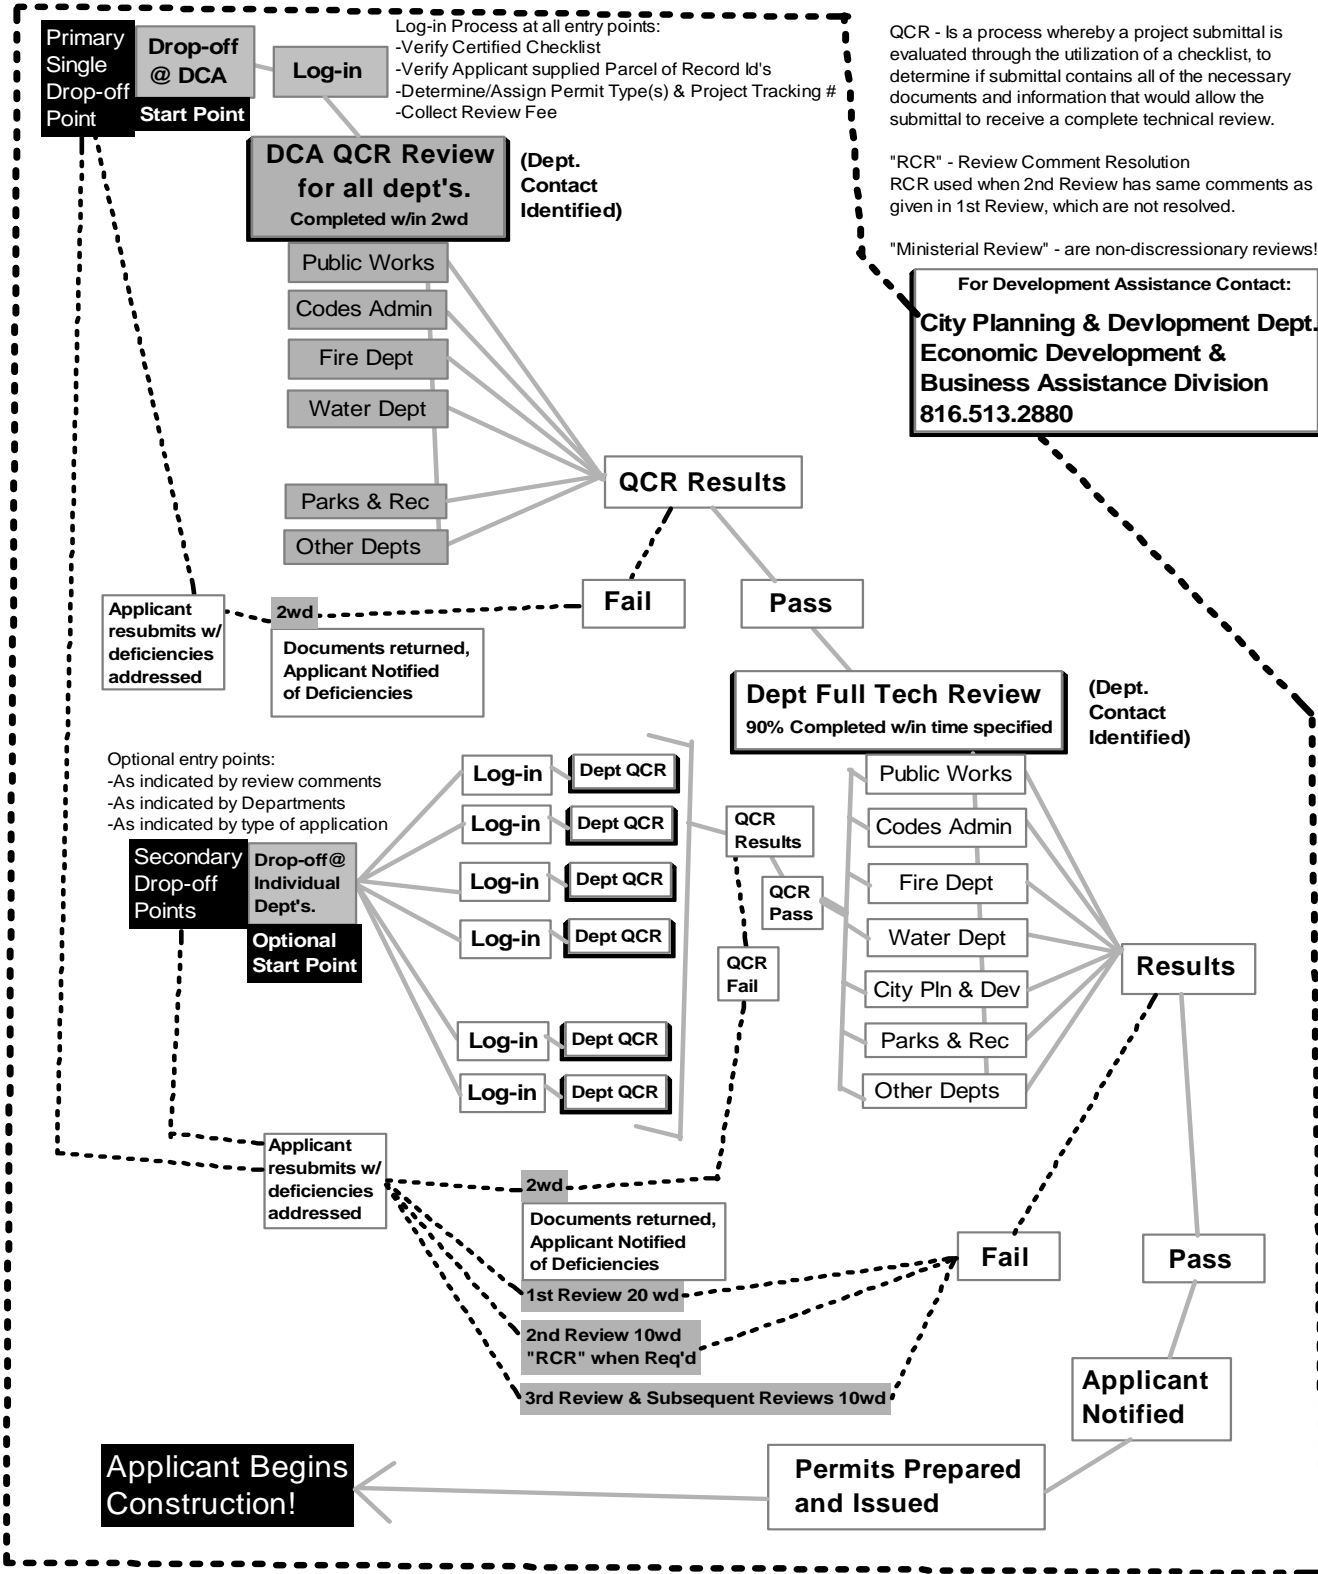 Primary
Single
Drop-off
Point
Drop-off
@ DCA
Start Point
Log-in
Log-in Process at all entry points:
-Verify Certified Checklist
-Verify Applicant supplied Parcel of Record Id's
-Determine/Assign Permit Type(s) & Project Tracking #
-Collect Review Fee
QCR - Is a process whereby a project submittal is
evaluated through the utilization of a checklist, to
determine if submittal contains all of the necessary
documents and information that would allow the
submittal to receive a complete technical review.
"RCR" - Review Comment Resolution
RCR used when 2nd Review has same comments as
given in 1st Review, which are not resolved.
"Ministerial Review" - are non-discressionary reviews!
For Development Assistance Contact:
City Planning & Devlopment Dept.
Economic Development &
Business Assistance Division
816.513.2880
DCA QCR Review
for all dept's.
Completed w/in 2wd
(Dept.
Contact
Identified)
Public Works
Codes Admin
Fire Dept
Water Dept
Parks & Rec
Other Depts
QCR Results
Fail
Pass
Applicant
resubmits w/
deficiencies
addressed
2wd
Documents returned,
Applicant Notified
of Deficiencies
Dept Full Tech Review
90% Completed w/in time specified
(Dept.
Contact
Identified)
Optional entry points:
-As indicated by review comments
-As indicated by Departments
-As indicated by type of application
Secondary
Drop-off
Points
Drop-off@
Individual
Dept's.
Optional
Start Point
Log-in
Dept QCR
Log-in
Dept QCR
Log-in
Dept QCR
Log-in
Dept QCR
Log-in
Dept QCR
Log-in
Dept QCR
QCR
Results
QCR
Pass
QCR
Fail
Public Works
Codes Admin
Fire Dept
Water Dept
City Pln & Dev
Parks & Rec
Other Depts
Results
Applicant
resubmits w/
deficiencies
addressed
2wd
Documents returned,
Applicant Notified
of Deficiencies
1st Review 20 wd
2nd Review 10wd
"RCR" when Req'd
3rd Review & Subsequent Reviews 10wd
Fail
Pass
Applicant
Notified
Permits Prepared
and Issued
Applicant Begins
Construction!